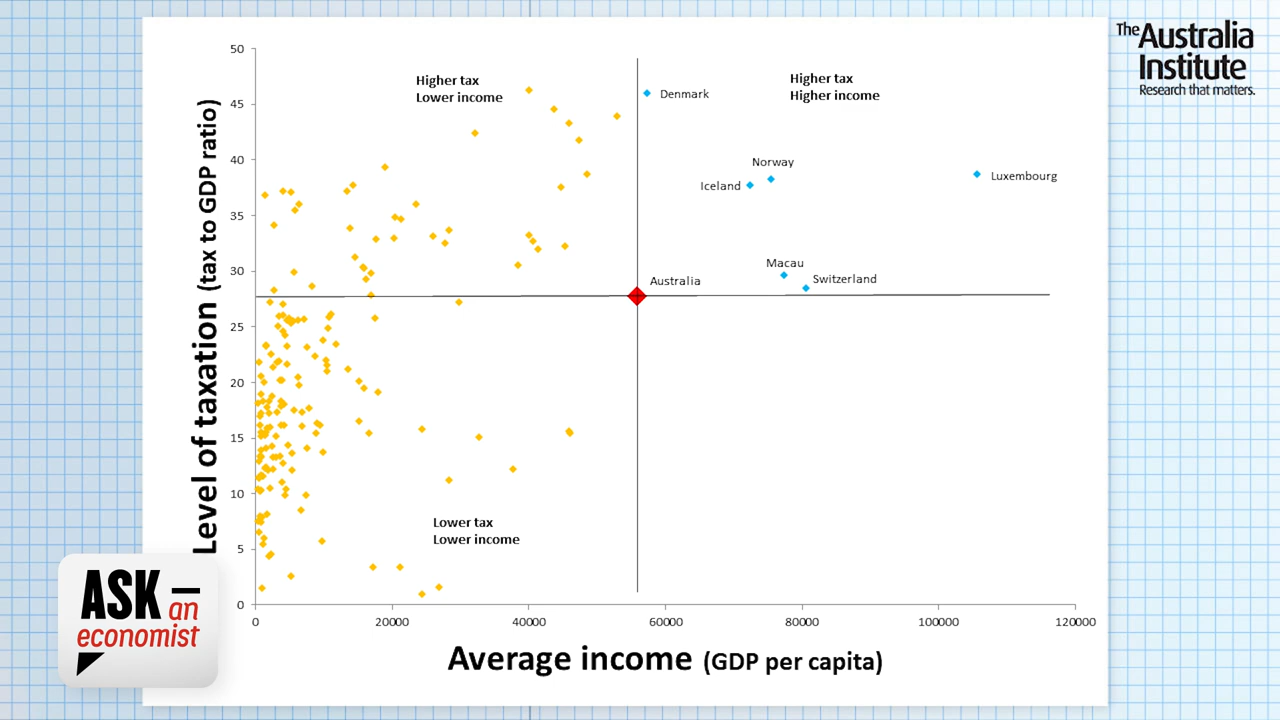 The Australia
Institute
Research that matters.
50
45
40
35
30
25
20
15
10
5
0
Level of taxation (tax to GDP ratio)
Higher tax
Lower income
Higher tax
Higher income
Denmark
Norway
Iceland
Luxembourg
Macau
Switzerland
Australia
Lower tax
Lower income
0
20000
40000
60000
80000
100000
120000
Average income (GDP per capita)
ASK —
an
economist